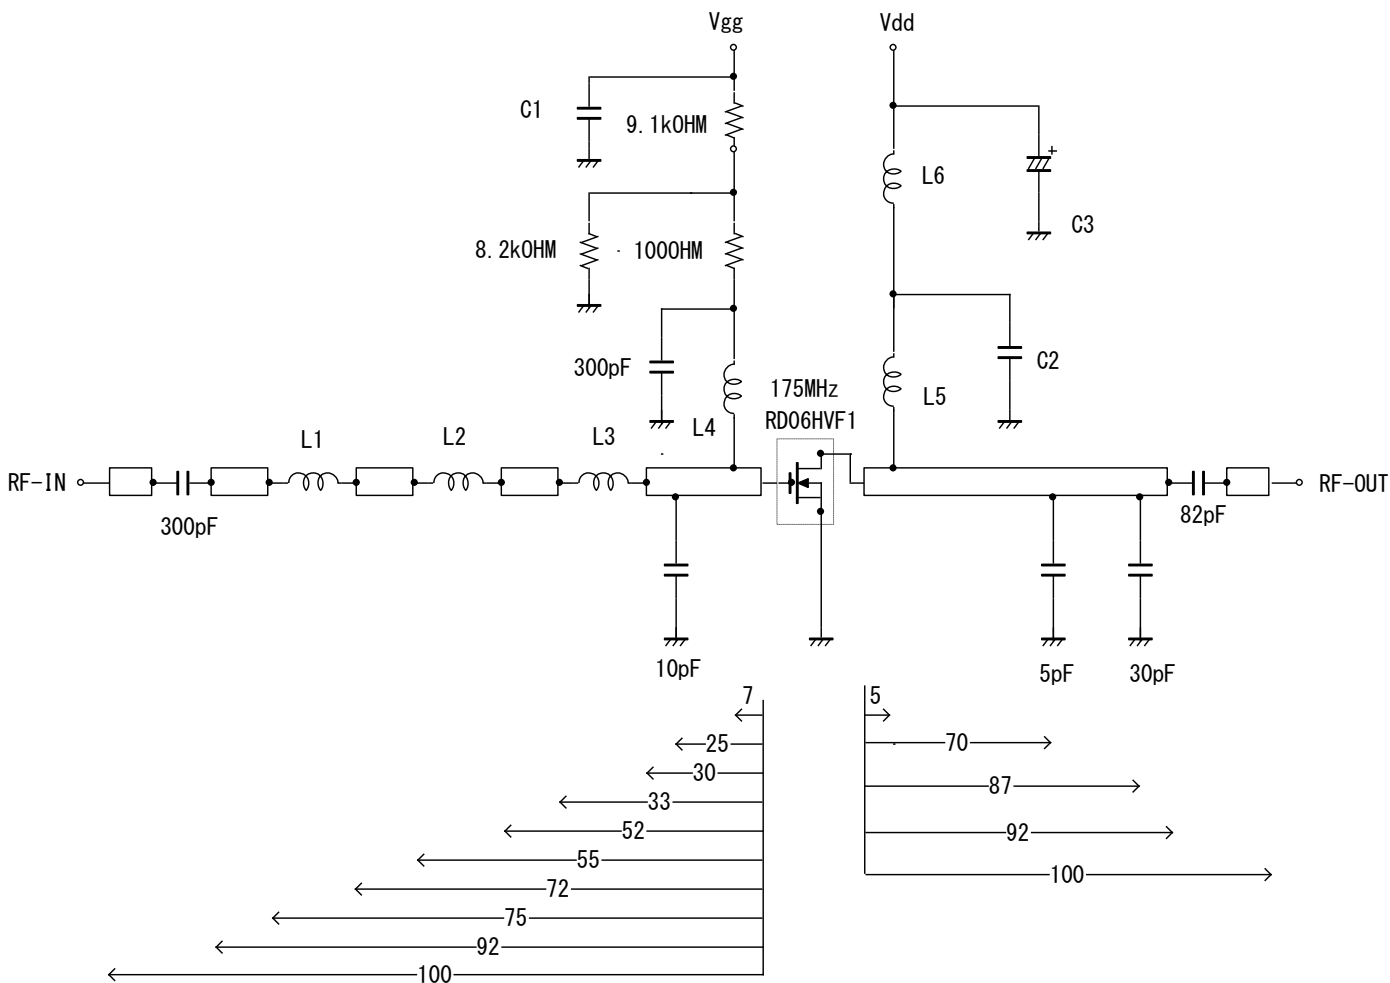 Vgg
Vdd
C1
9.1kOHM
L6
C3
8.2kOHM
100OHM
300pF
L4
175MHz
RD06HVF1
L5
C2
L1
L2
L3
RF-IN
300pF
82pF
RF-OUT
+
10pF
5pF
30pF
7
5
25
70
30
87
33
52
92
55
100
72
75
92
100